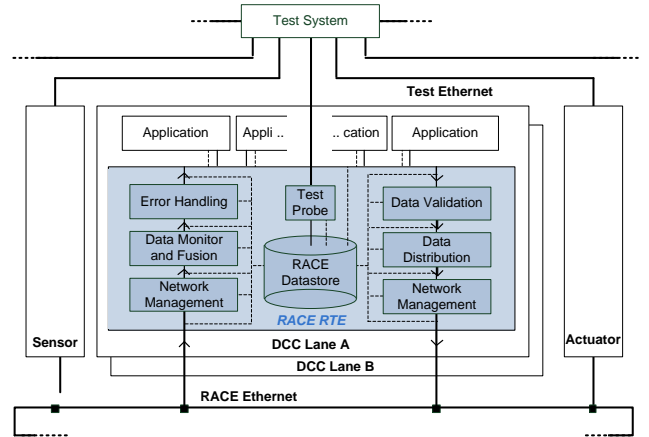 Test System
Test Ethernet
Application
Appli ..
.. cation
Application
Error Handling
Test
Probe
Data Validation
Data Monitor
and Fusion
RACE
Datastore
Data
Distribution
Network
Management
Network
Management
RACE RTE
Sensor
DCC Lane A
Actuator
DCC Lane B
RACE Ethernet